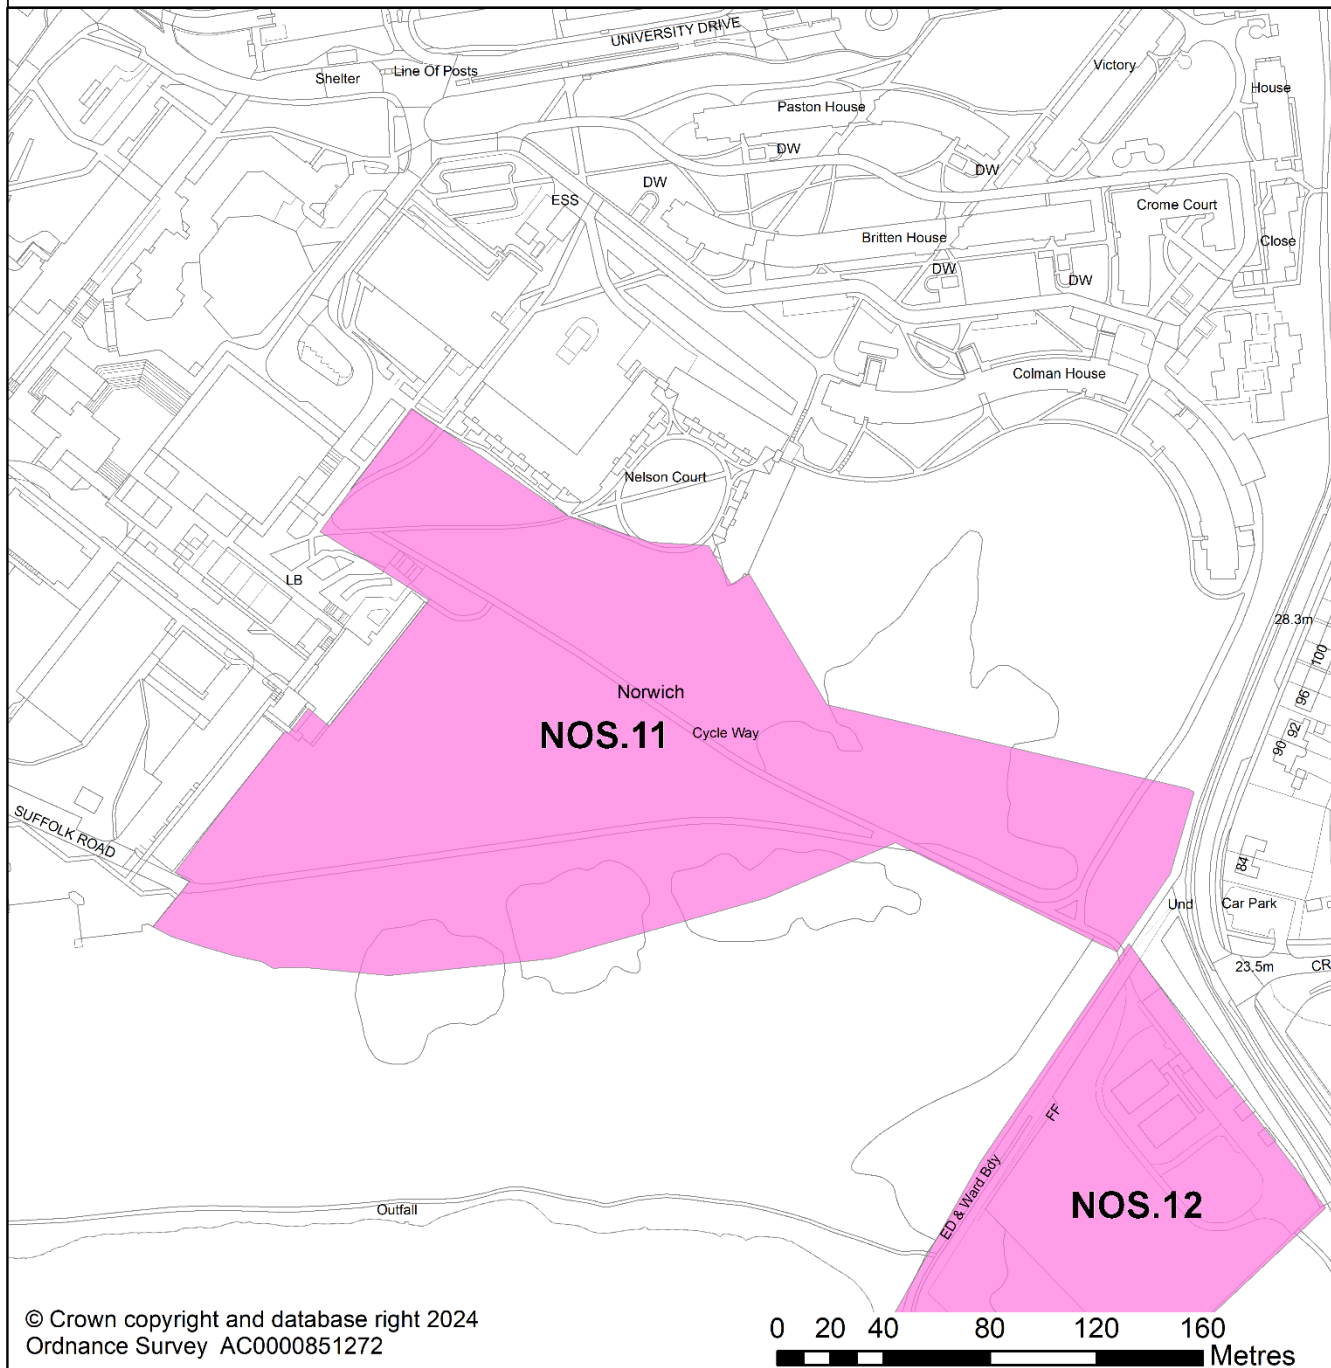 UNIVERSITY DRIVE
Shelter
Line Of Posts
Victory
House
Paston House
DW
DW
DW
ESS
Crome Court
Britten House
Close
DW
DW
Colman House
Nelson Court
LB
28.3m
100
96
92
90
Norwich
NOS.11
Cycle Way
SUFFOLK ROAD
84
Und
Car Park
23.5m
CR
FF
ED & Ward Bdy
NOS.12
Outfall
© Crown copyright and database right 2024
Ordnance Survey AC0000851272
0 20 40 80 120 160
Metres